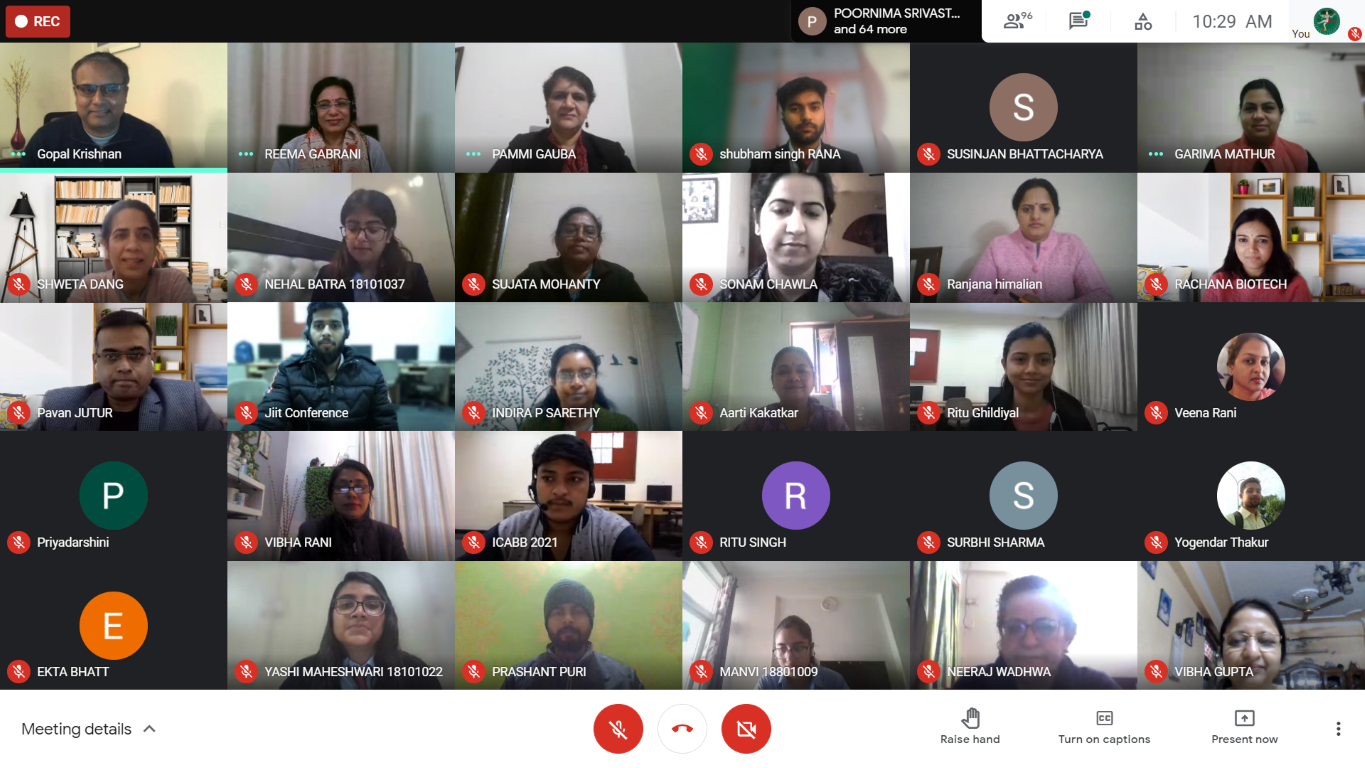 REC
POORNIMA SRIVAST...
and 64 more
96
10:29 AM
You
Gopal Krishnan
REEMA GABRANI
PAMMI GAUBA
shubham singh RANA
S
SUSINJAN BHATTACHARYA
GARIMA MATHUR
SHWETA DANG
NEHAL BATRA 18101037
SUJATA MOHANTY
SONAM CHAWLA
Ranjana himalian
RACHANA BIOTECH
Pavan JUTUR
Jiit Conference
INDIRA P SARETHY
Aarti Kakatkar
Ritu Ghildiyal
Veena Rani
P
Priyadarshini
VIBHA RANI
ICABB 2021
R
RITU SINGH
S
SURBHI SHARMA
Yogendar Thakur
E
EKTA BHATT
YASHI MAHESHWARI 18101022
PRASHANT PURI
MANVI 18801009
NEERAJ WADHWA
VIBHA GUPTA
P
Meeting details
Raise hand
CC
Turn on captions
Present now